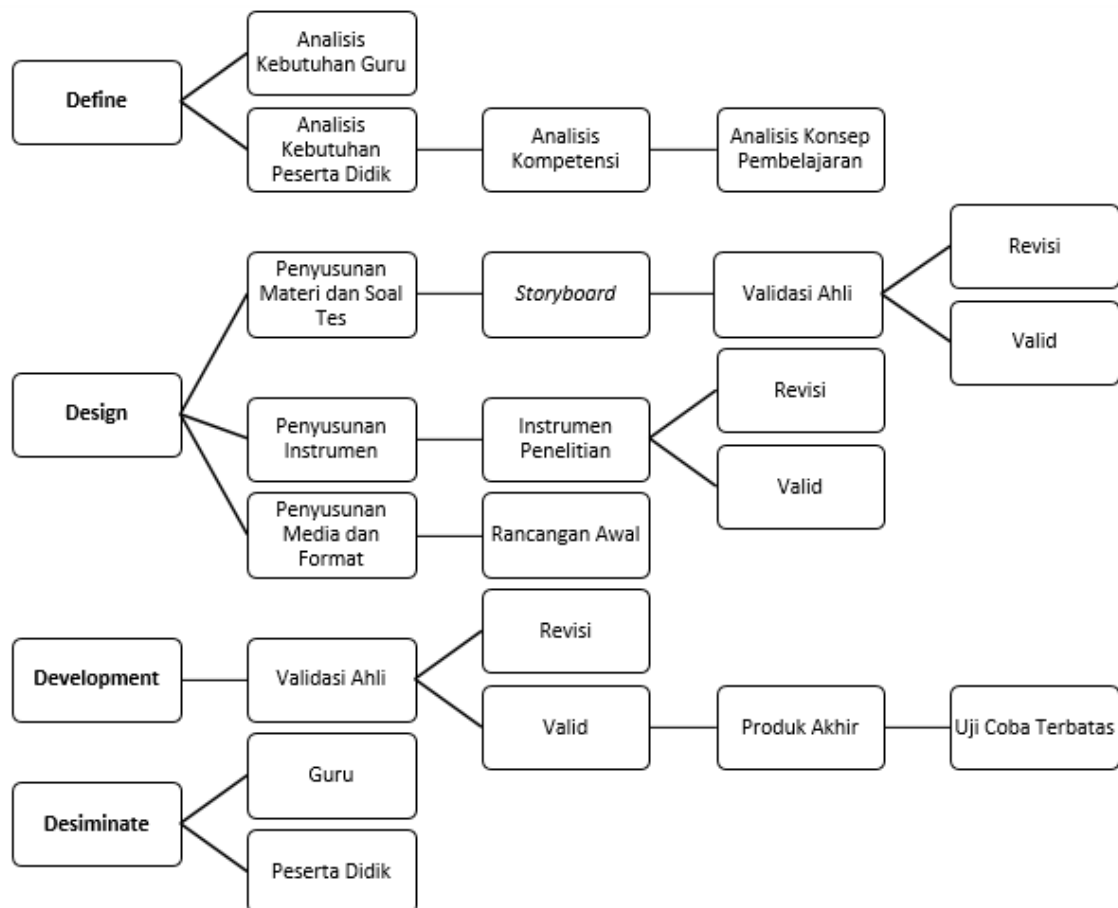 Define
Analisis
Kebutuhan Guru
Analisis
Kebutuhan
Peserta Didik
Analisis
Kompetensi
Analisis Konsep
Pembelajaran
Design
Penyusunan
Materi dan Soal
Tes
Storyboard
Validasi Ahli
Revisi
Valid
Penyusunan
Instrumen
Instrumen
Penelitian
Revisi
Valid
Penyusunan
Media dan
Format
Rancangan Awal
Development
Validasi Ahli
Revisi
Valid
Produk Akhir
Uji Coba Terbatas
Desiminate
Guru
Peserta Didik